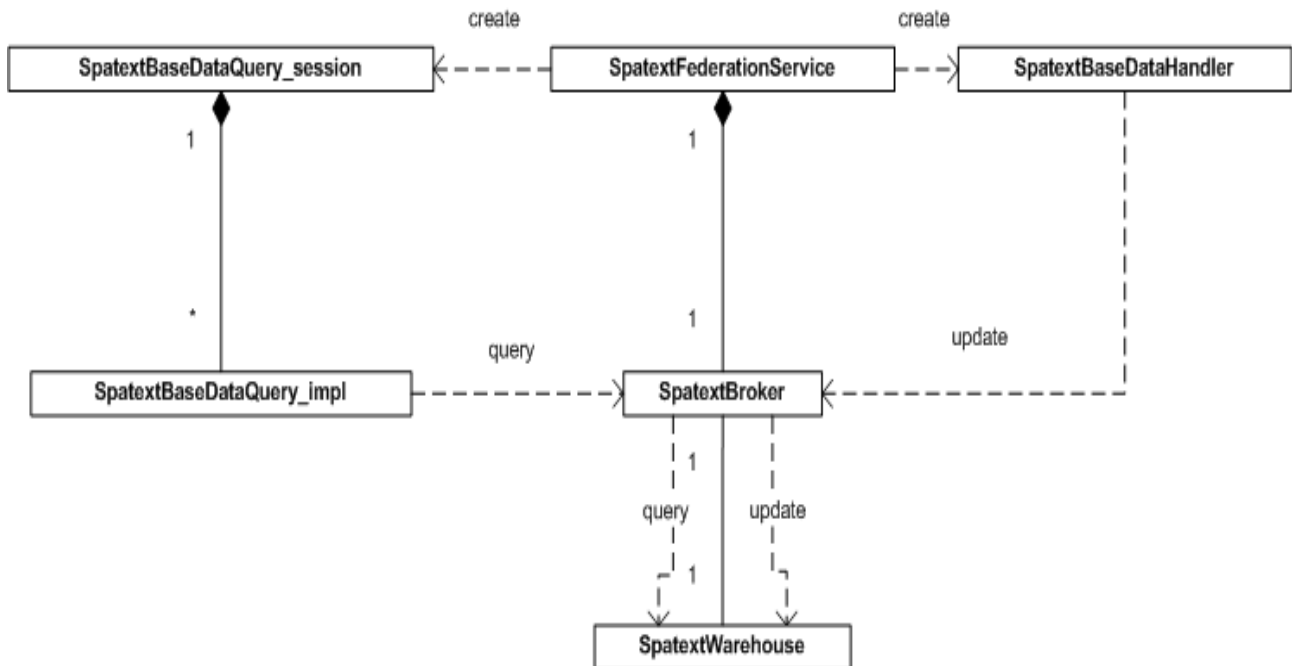 create
create
SpatextBaseDataQuery_session
SpatextFederationService
SpatextBaseDataHandler
1
1
*
1
query
update
SpatextBaseDataQuery_impl
SpatextBroker
1
query
update
1
SpatextWarehouse